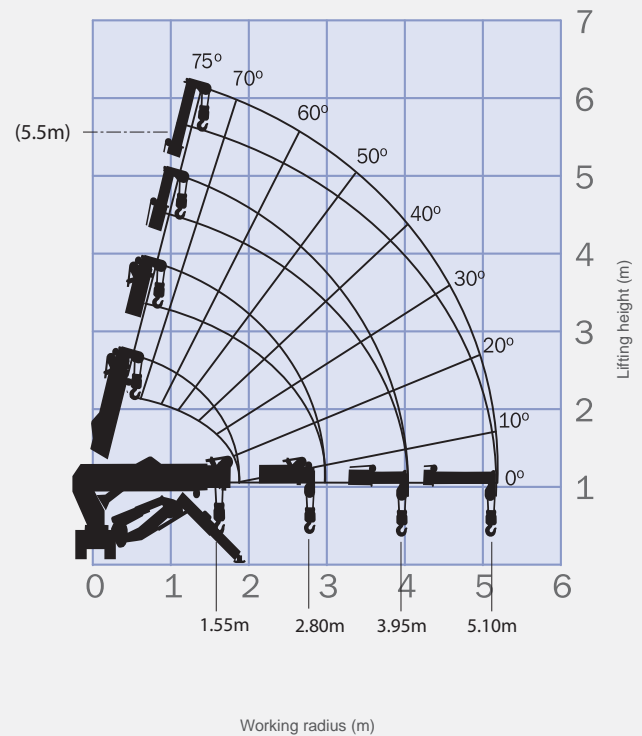 7
75º
70º
6
60º
(5.5m)
50º
5
40º
4
30º
3
20º
2
10º
0º
1
0 1 2 3 4 5 6
1.55m 2.80m 3.95m 5.10m
Lifting height (m)
Working radius (m)